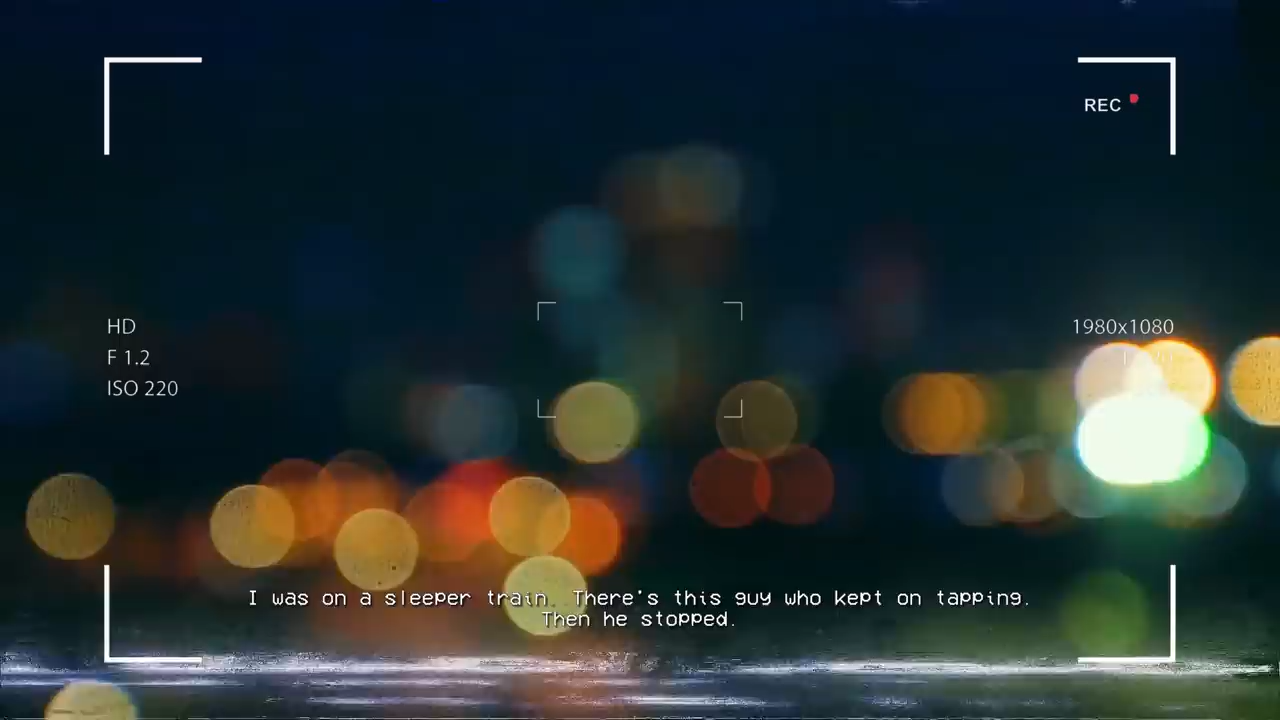 REC
HD
1980x1080
F 1.2
ISO 220
I was on a sleeper train. There's this guy who kept on tapping.
Then he stopped.